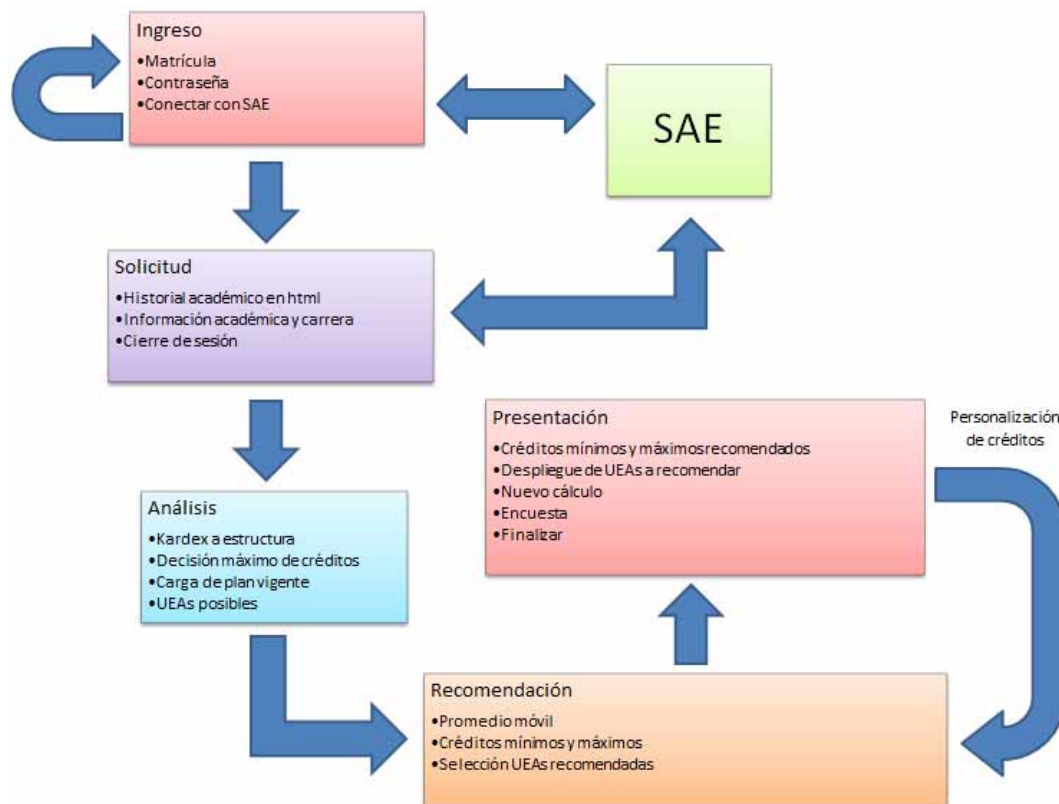 Ingreso
•Matrícula
•Contraseña
•Conectar con SAE
SAE
Solicitud
•Historial académico en html
•Información académica y carrera
•Cierre de sesión
Presentación
•Créditos mínimos y máximos recomendados
•Despliegue de UEAs a recomendar
•Nuevo cálculo
•Encuesta
•Finalizar
Personalización
de créditos
Análisis
•Kardex a estructura
•Decisión máximo de créditos
•Carga de plan vigente
•UEAs posibles
Recomendación
•Promedio móvil
•Créditos mínimos y máximos
•Selección UEAs recomendadas